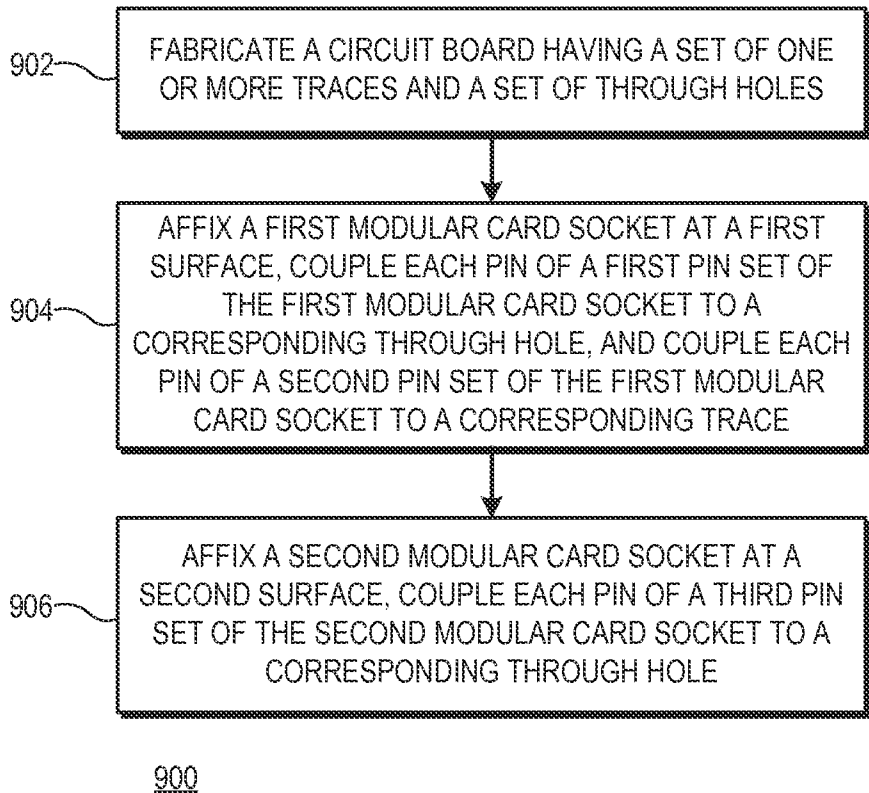 902
FABRICATE A CIRCUIT BOARD HAVING A SET OF ONE
OR MORE TRACES AND A SET OF THROUGH HOLES
904
AFFIX A FIRST MODULAR CARD SOCKET AT A FIRST
SURFACE, COUPLE EACH PIN OF A FIRST PIN SET OF
THE FIRST MODULAR CARD SOCKET TO A
CORRESPONDING THROUGH HOLE, AND COUPLE EACH
PIN OF A SECOND PIN SET OF THE FIRST MODULAR
CARD SOCKET TO A CORRESPONDING TRACE
906
AFFIX A SECOND MODULAR CARD SOCKET AT A
SECOND SURFACE, COUPLE EACH PIN OF A THIRD PIN
SET OF THE SECOND MODULAR CARD SOCKET TO A
CORRESPONDING THROUGH HOLE
900